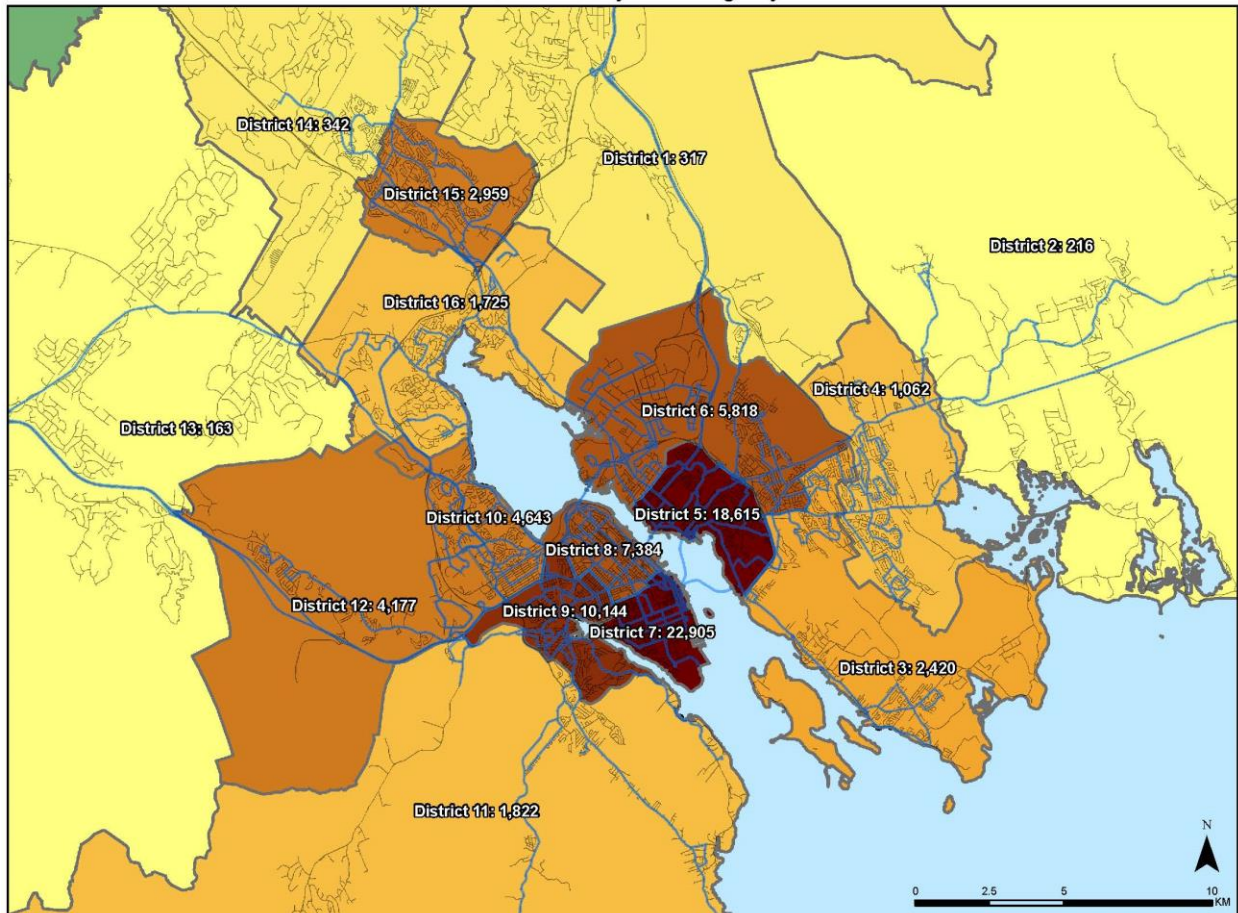 District 14: 342
District 1: 317
District 15: 2,959
District 2: 216
District 16: 1,725
District 4: 1,062
District 6: 5,818
District 13: 163
District 5: 18,615
District 10: 4,643
District 8: 7,384
District 12: 4,177
District 9: 10,144
District 7: 22,905
District 3: 2,420
District 11: 1,822
N
0 2.5 5 10
KM